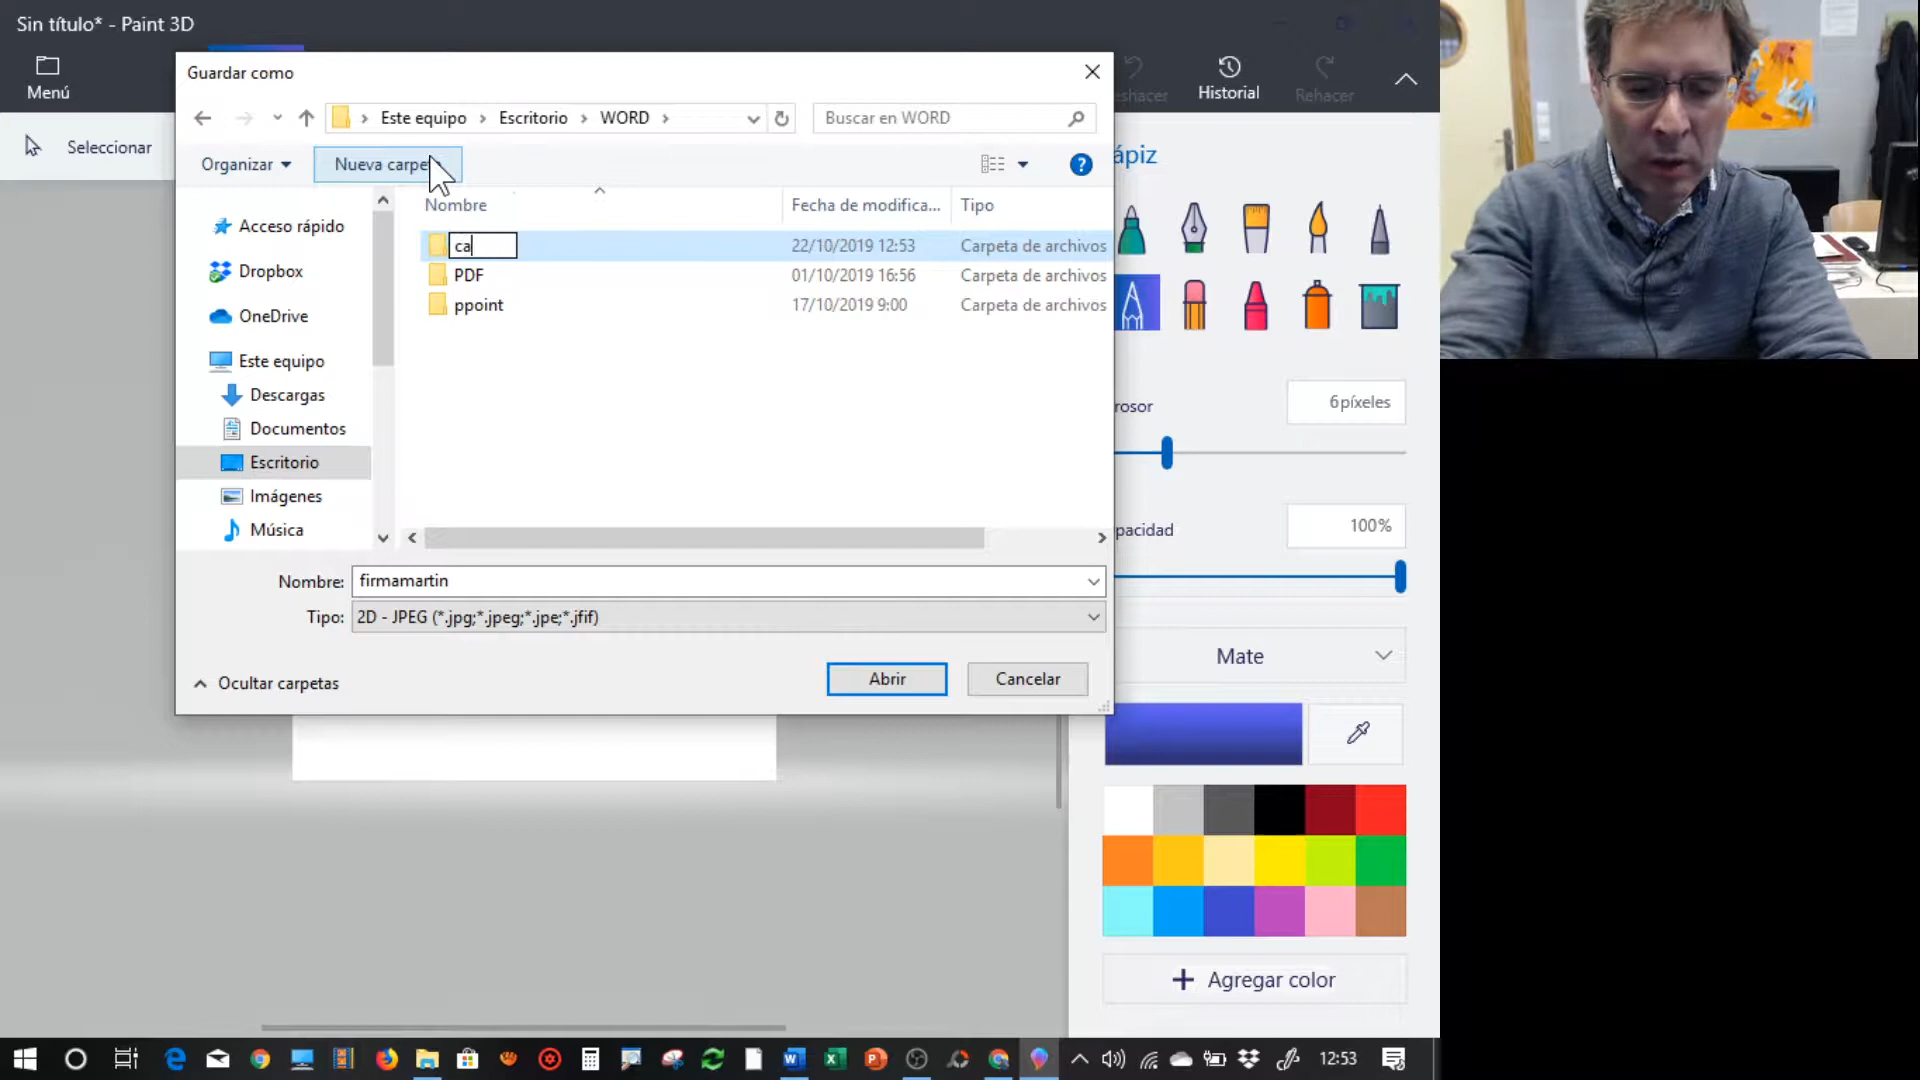 Sin título* - Paint 3D
Menú
Guardar como
Este equipo > Escritorio > WORD >
Buscar en WORD
Historial
Rehacer
Seleccionar
Organizar
Nombre
Fecha de modifica...
Tipo
Acceso rápido
Dropbox
OneDrive
Este equipo
Descargas
Documentos
Escritorio
Imágenes
Música
ca 22/10/2019 12:53 Carpeta de archivos
PDF 01/10/2019 16:56 Carpeta de archivos
ppoint 17/10/2019 9:00 Carpeta de archivos
Nombre: firmamartin
Tipo: 2D - JPEG (*.jpg;*.jpeg;*.jpe;*.jfif)
Ocultar carpetas
Abrir
Cancelar
ápiz
rosor
6píxeles
pacidad
100%
Mate
+ Agregar color
12:53